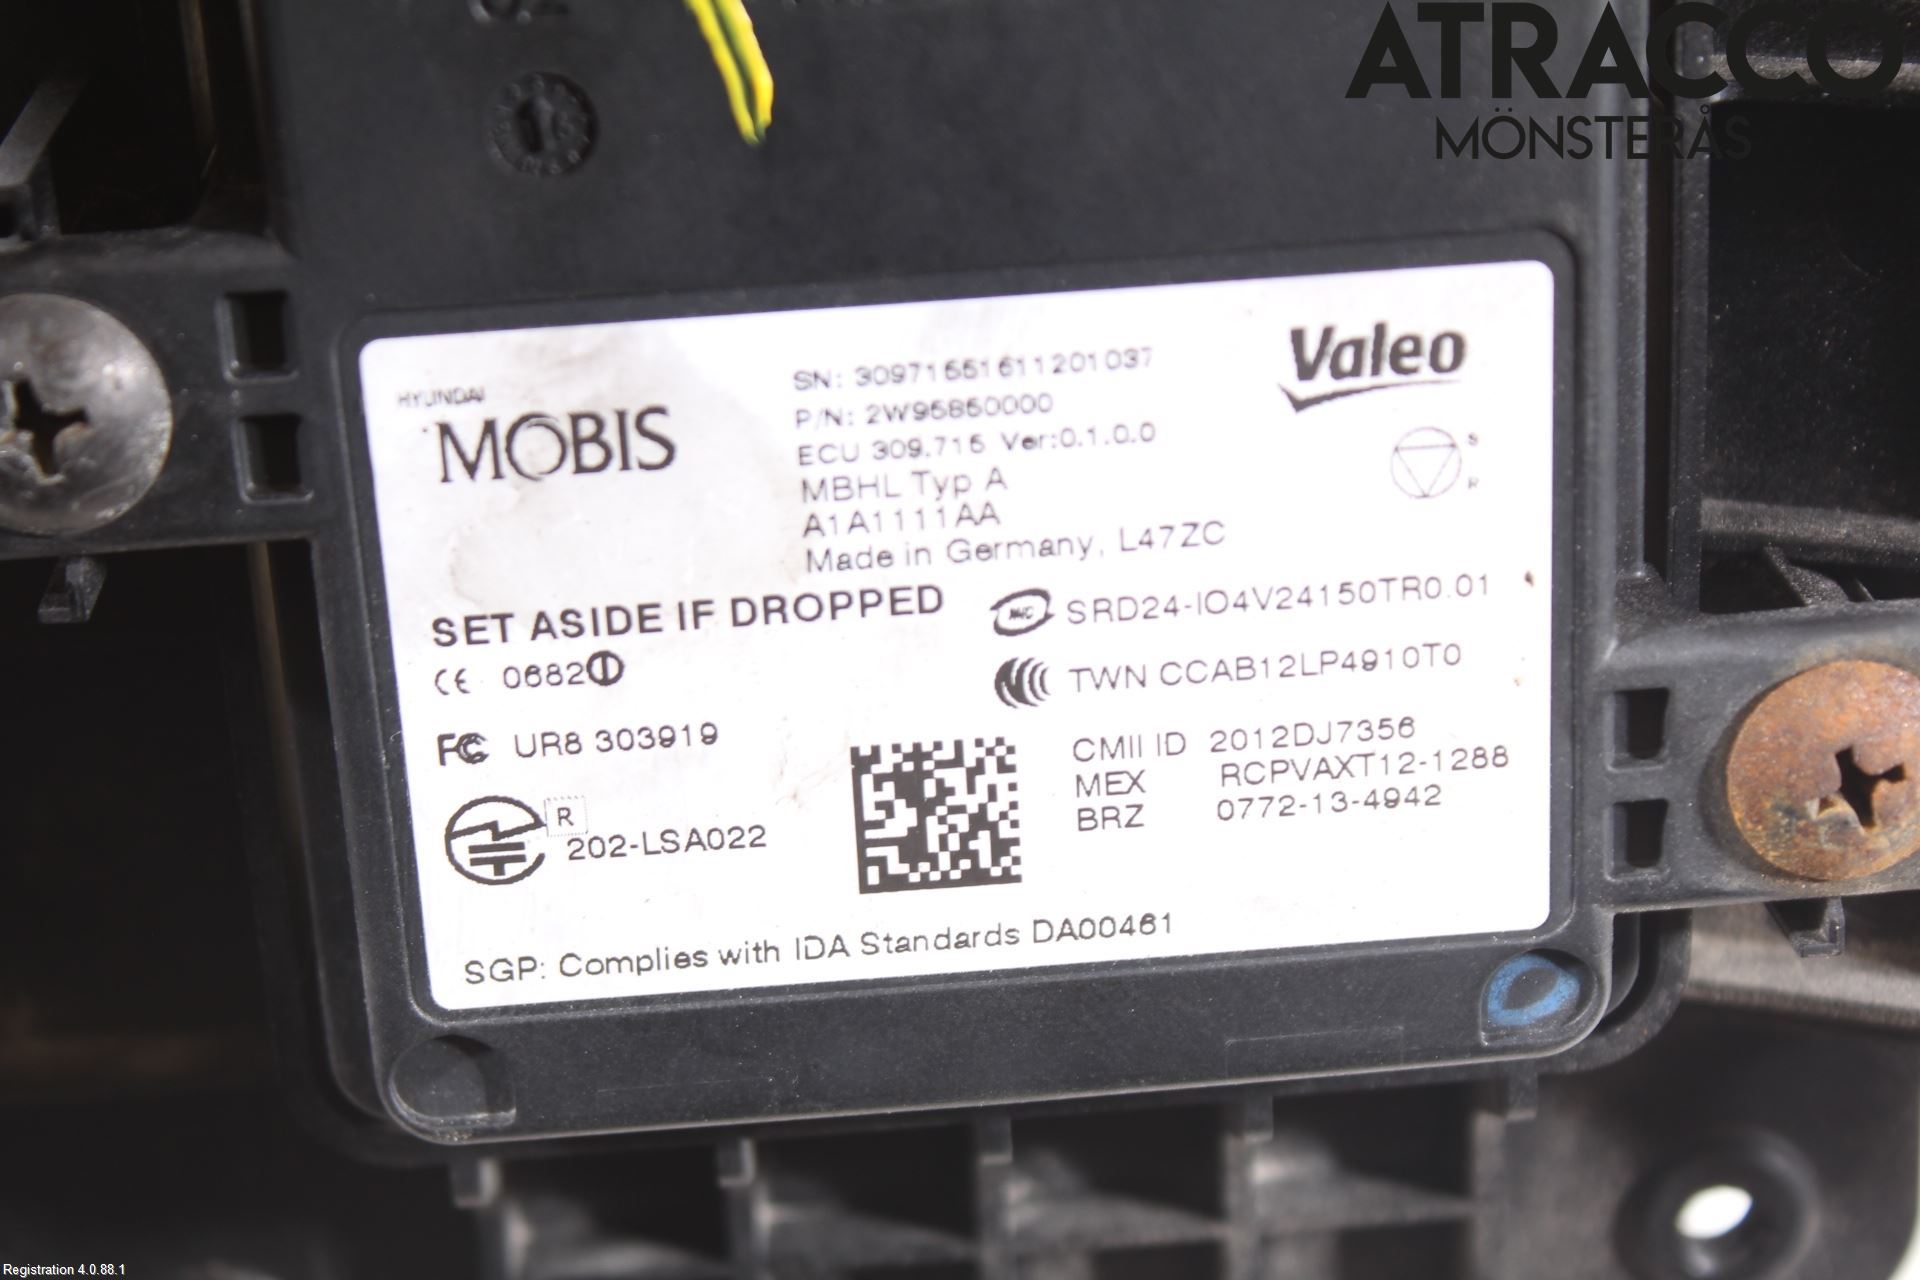 ATRACCO
MÖNSTERÅS
HYUNDAI
MOBIS
SN: 30971551611201037
P/N: 2W95850000
ECU 309.715 Ver:0.1.0.0
MBHL Typ A
A1A1111AA
Made in Germany, L47ZC
Valeo
S
R
SET ASIDE IF DROPPED
CE 0682
FC UR8 303919
R
202-LSA022
SRD24-IO4V24150TR0.01
TWN CCAB12LP4910T0
CMII ID 2012DJ7356
MEX RCPVAXT12-1288
BRZ 0772-13-4942
SGP: Complies with IDA Standards DA00461
Registration 4.0.88.1